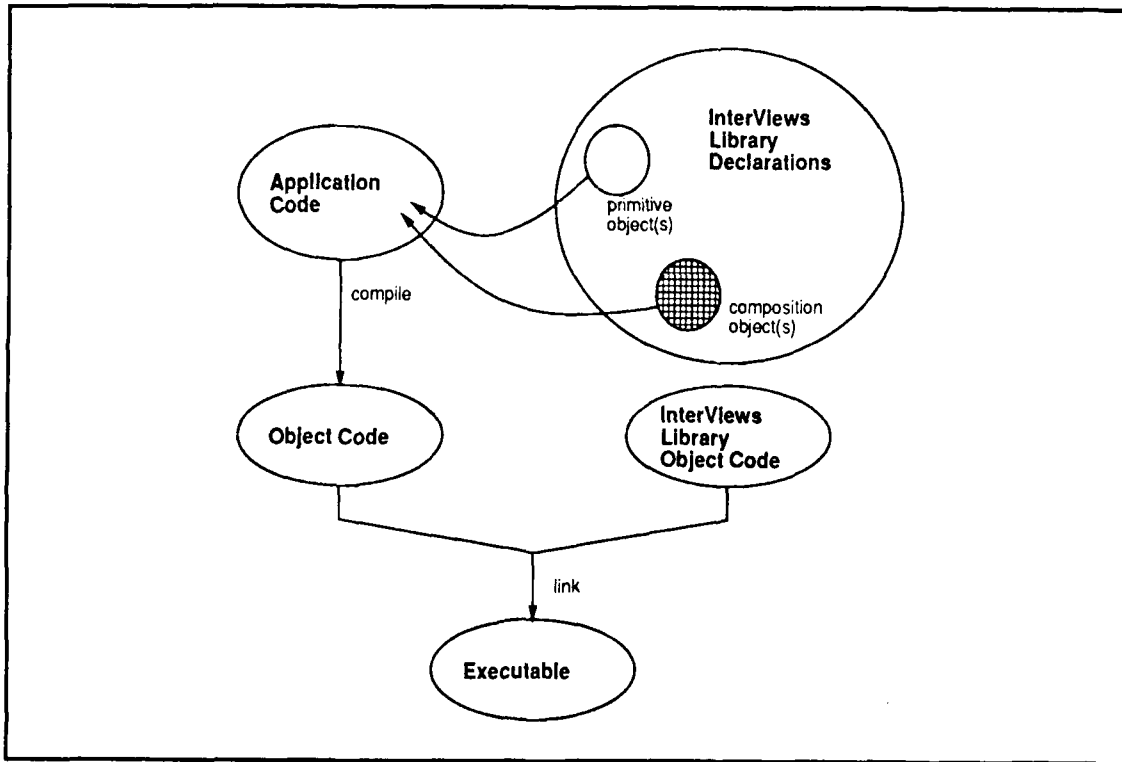 InterViews
Library
Declarations
Application
Code
primitive
object(s)
compile
composition
object(s)
Object Code
InterViews
Library
Object Code
link
Executable